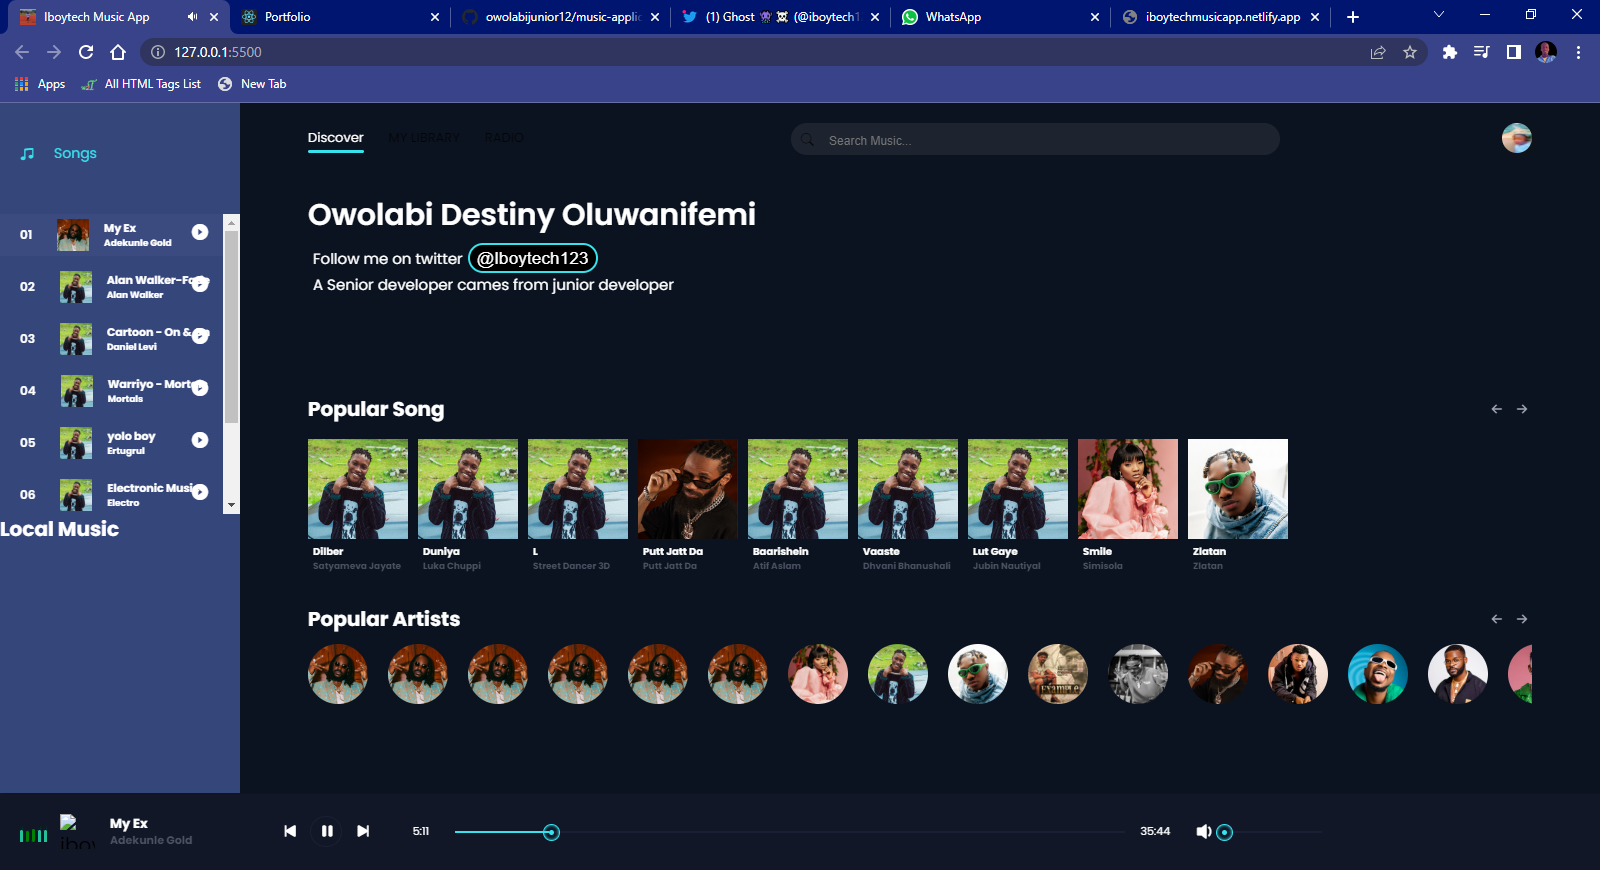 Iboytech Music App
Portfolio
owolabijunior12/music-applic
(1) Ghost 👾☠️ (@iboytech1
WhatsApp
iboytechmusicapp.netlify.app
127.0.0.1:5500
Apps
All HTML Tags List
New Tab
Songs
Discover
MY LIBRARY
RADIO
Search Music...
Owolabi Destiny Oluwanifemi
Follow me on twitter @Iboytech123
A Senior developer cames from junior developer
01
My Ex
Adekunle Gold
02
Alan Walker-Fade
Alan Walker
03
Cartoon - On & On
Daniel Levi
04
Warriyo - Mortals
Mortals
05
yolo boy
Ertugrul
06
Electronic Music
Electro
Local Music
Popular Song
Dilber
Satyameva Jayate
Duniya
Luka Chuppi
L
Street Dancer 3D
Putt Jatt Da
Putt Jatt Da
Baarishein
Atif Aslam
Vaaste
Dhvani Bhanushali
Lut Gaye
Jubin Nautiyal
Smile
Simisola
Zlatan
Zlatan
Popular Artists
EXAMPLE
iboy
My Ex
Adekunle Gold
5:11
35:44